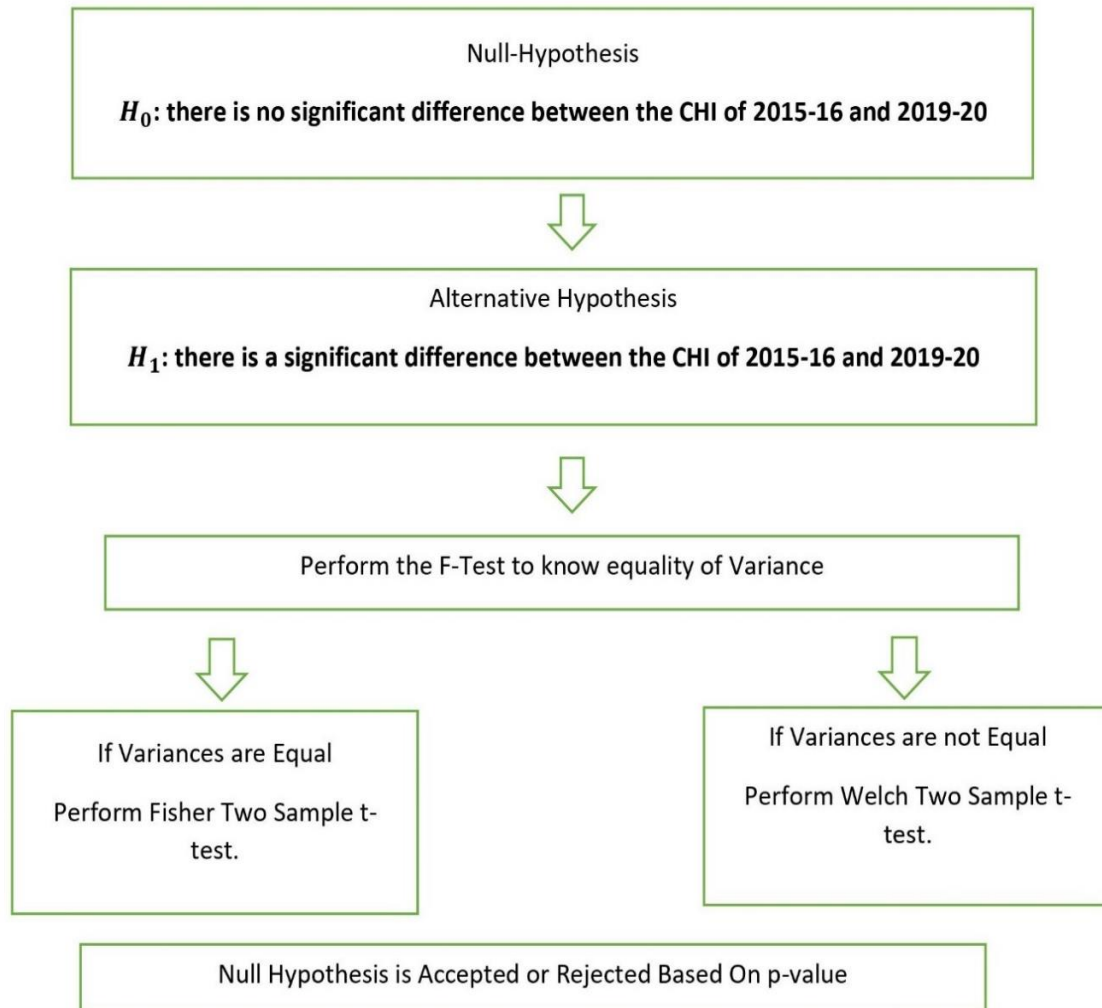 Null-Hypothesis
H₀: there is no significant difference between the CHI of 2015-16 and 2019-20
Alternative Hypothesis
H₁: there is a significant difference between the CHI of 2015-16 and 2019-20
Perform the F-Test to know equality of Variance
If Variances are Equal
Perform Fisher Two Sample t-
test.
If Variances are not Equal
Perform Welch Two Sample t-
test.
Null Hypothesis is Accepted or Rejected Based On p-value